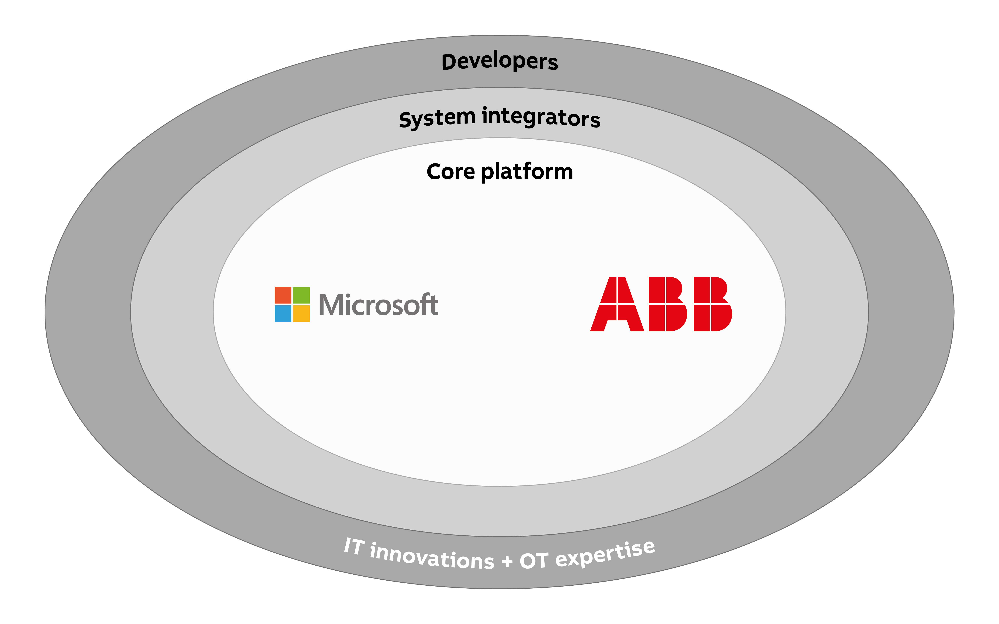 Developers
System integrators
Core platform
Microsoft
ABB
IT innovations + OT expertise